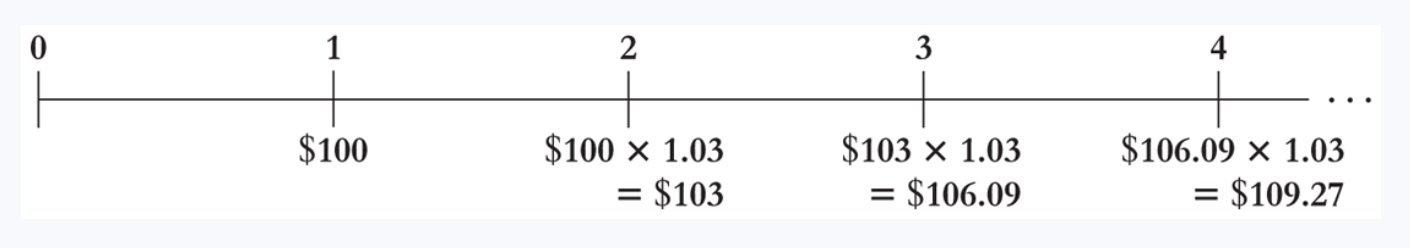 0 1 2 3 4
...
$100 $100 × 1.03 $103 × 1.03 $106.09 × 1.03
= $103 = $106.09 = $109.27